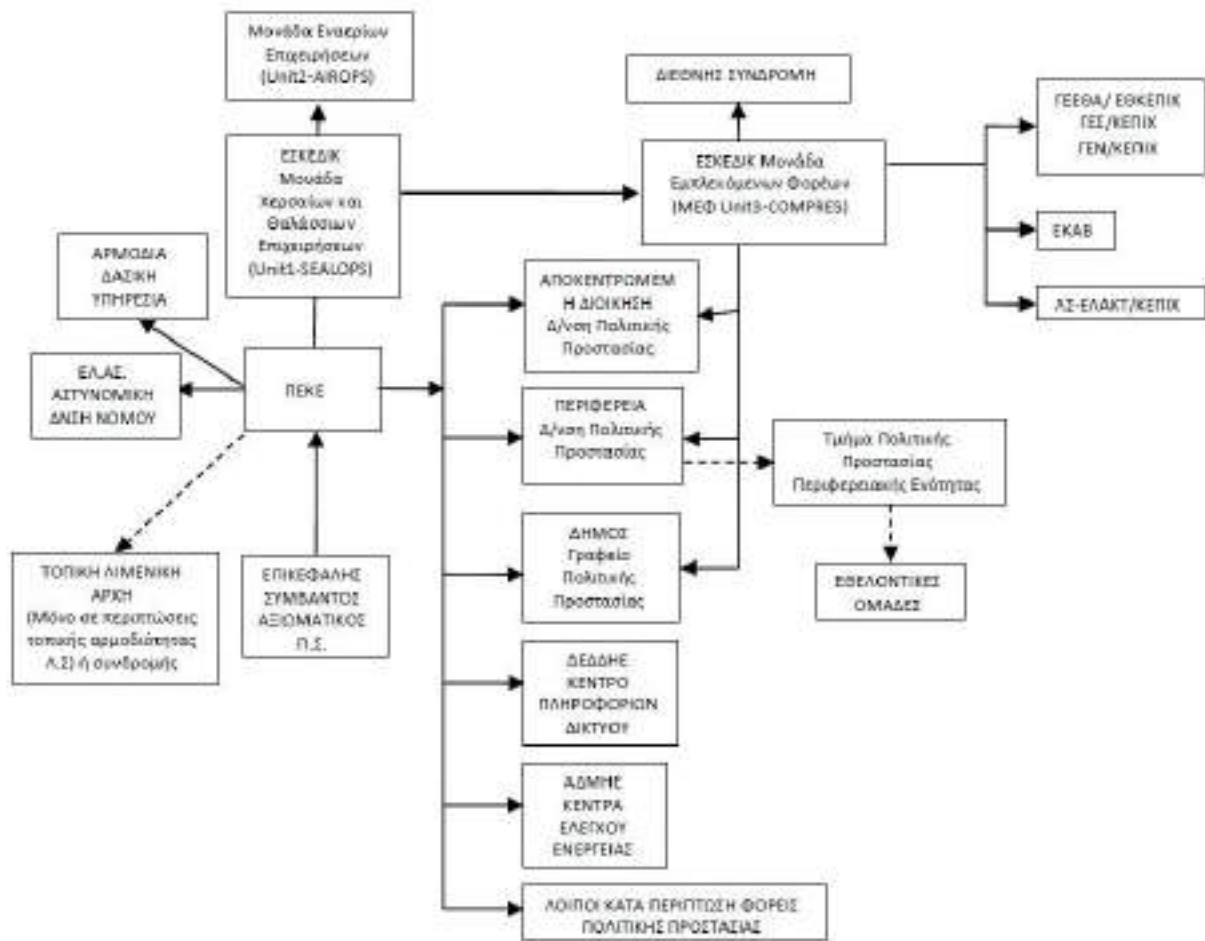 Μονάδα Εναερίων
Επιχειρήσεων
(Unit2-AIROPS)
ΔΙΕΘΝΗΣ ΣΥΝΔΡΟΜΗ
ΓΕΕΘΑ/ ΕΘΚΕΠΙΧ
ΓΕΣ/ΚΕΠΙΧ
ΓΕΝ/ΚΕΠΙΧ
ΕΣΚΕΔΙΚ
Μονάδα
Χερσαίων και
Θαλάσσιων
Επιχειρήσεων
(Unit1-SEALOPS)
ΕΣΚΕΔΙΚ Μονάδα
Εμπλεκόμενων Φορέων
(ΜΕΦ Unit3-COMPRES)
ΕΚΑΒ
ΛΣ-ΕΛΑΚΤ/ΚΕΠΙΧ
ΑΡΜΟΔΙΑ
ΔΑΣΙΚΗ
ΥΠΗΡΕΣΙΑ
ΑΠΟΚΕΝΤΡΩΜΕΜ
Η ΔΙΟΙΚΗΣΗ
Δ/νση Πολιτικής
Προστασίας
ΕΛ.ΑΣ.
ΑΣΤΥΝΟΜΙΚΗ
Δ/ΝΣΗ ΝΟΜΟΥ
ΠΕΚΕ
ΠΕΡΙΦΕΡΕΙΑ
Δ/νση Πολιτικής
Προστασίας
Τμήμα Πολιτικής
Προστασίας
Περιφερειακής Ενότητας
ΤΟΠΙΚΗ ΛΙΜΕΝΙΚΗ
ΑΡΧΗ
(Μόνο σε περιπτώσεις
τοπικής αρμοδιότητας
Λ.Σ) ή συνδρομής
ΕΠΙΚΕΦΑΛΗΣ
ΣΥΜΒΑΝΤΟΣ
ΑΞΙΩΜΑΤΙΚΟΣ
Π.Σ.
ΔΗΜΟΣ
Γραφείο
Πολιτικής
Προστασίας
ΕΘΕΛΟΝΤΙΚΕΣ
ΟΜΑΔΕΣ
ΔΕΔΔΗΕ
ΚΕΝΤΡΟ
ΠΛΗΡΟΦΟΡΙΩΝ
ΔΙΚΤΥΟΥ
ΑΔΜΗΕ
ΚΕΝΤΡΑ
ΕΛΕΓΧΟΥ
ΕΝΕΡΓΕΙΑΣ
ΛΟΙΠΟΙ ΚΑΤΑ ΠΕΡΙΠΤΩΣΗ ΦΟΡΕΙΣ
ΠΟΛΙΤΙΚΗΣ ΠΡΟΣΤΑΣΙΑΣ